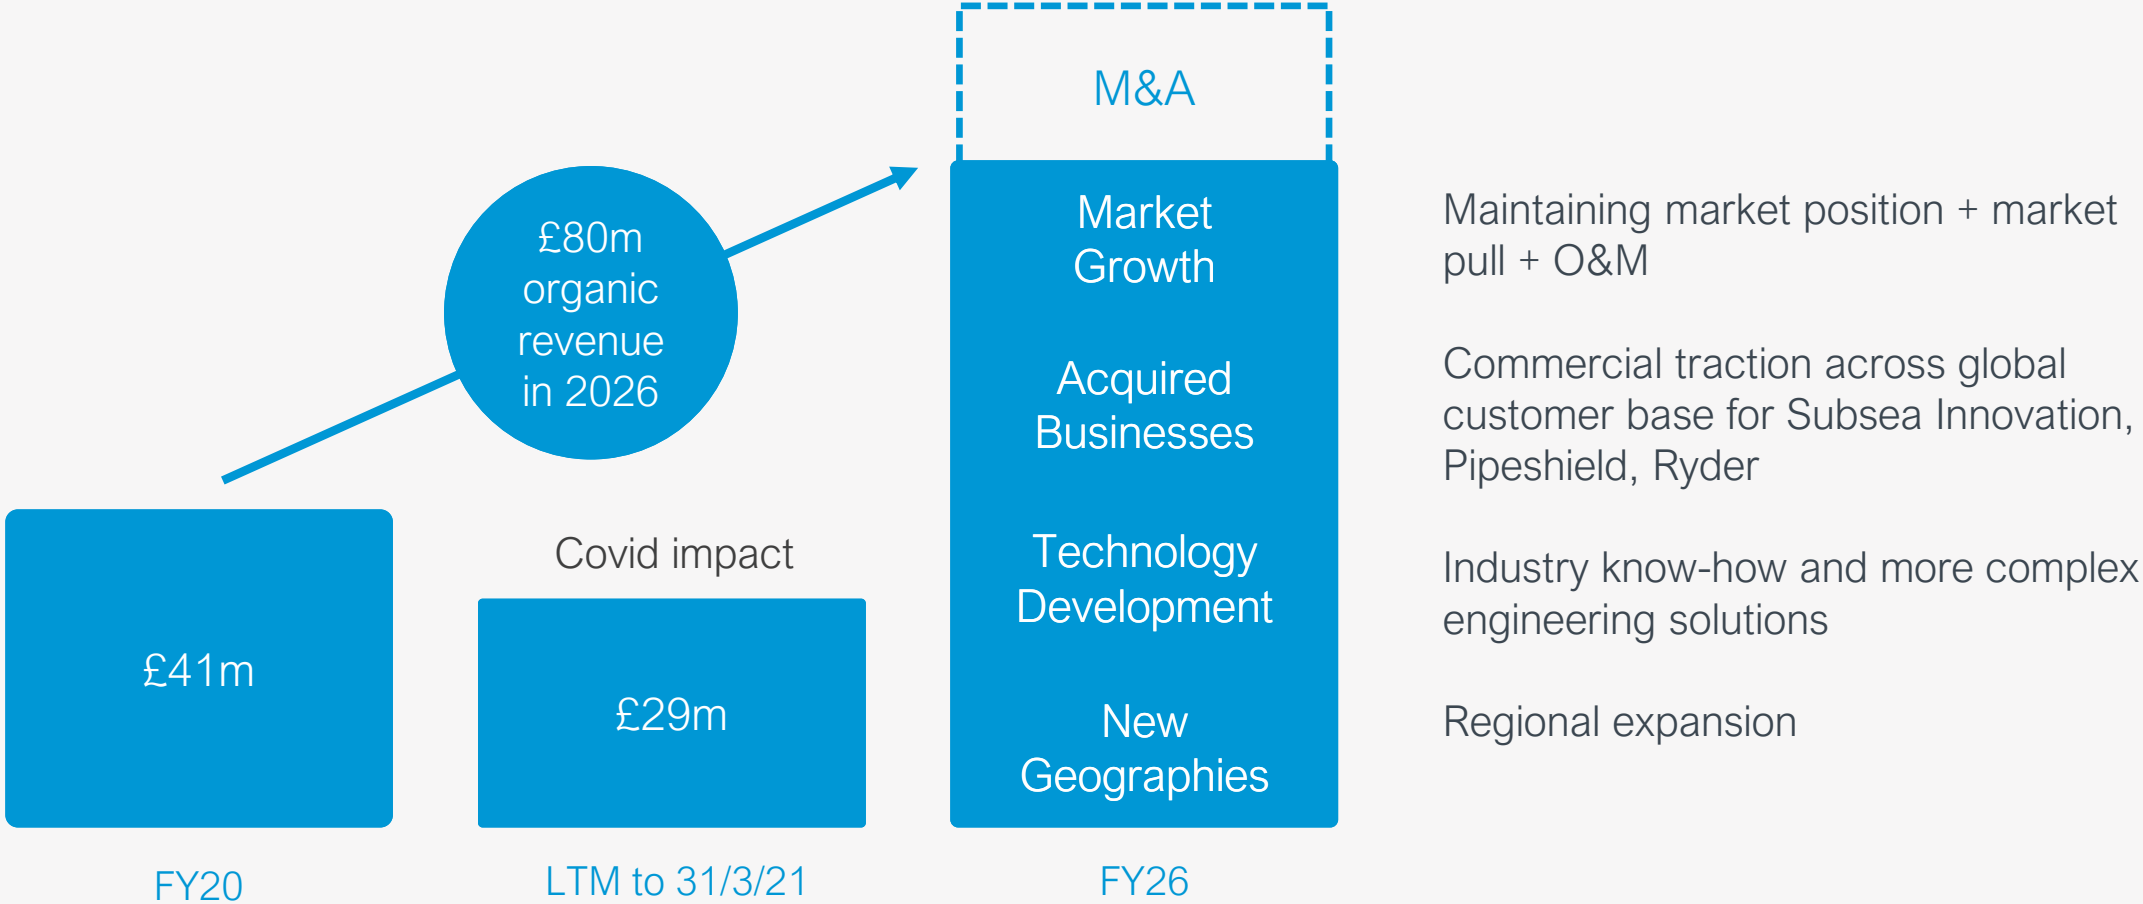 M&A
£80m
organic
revenue
in 2026
Market
Growth
Maintaining market position + market
pull + O&M
Acquired
Businesses
Commercial traction across global
customer base for Subsea Innovation,
Pipeshield, Ryder
Covid impact
Technology
Development
Industry know-how and more complex
engineering solutions
£41m
£29m
New
Geographies
Regional expansion
FY20
LTM to 31/3/21
FY26